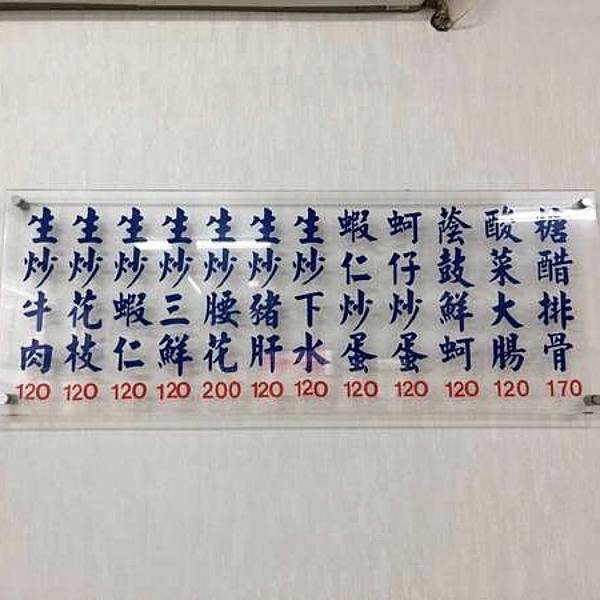 糖醋排骨 170
酸菜大腸 120
蔭鼓鮮蚵 120
蚵仔炒蛋 120
蝦仁炒蛋 120
生炒下水 120
生炒豬肝 120
生炒腰花 200
生炒三鮮 120
生炒蝦仁 120
生炒花枝 120
生炒牛肉 120